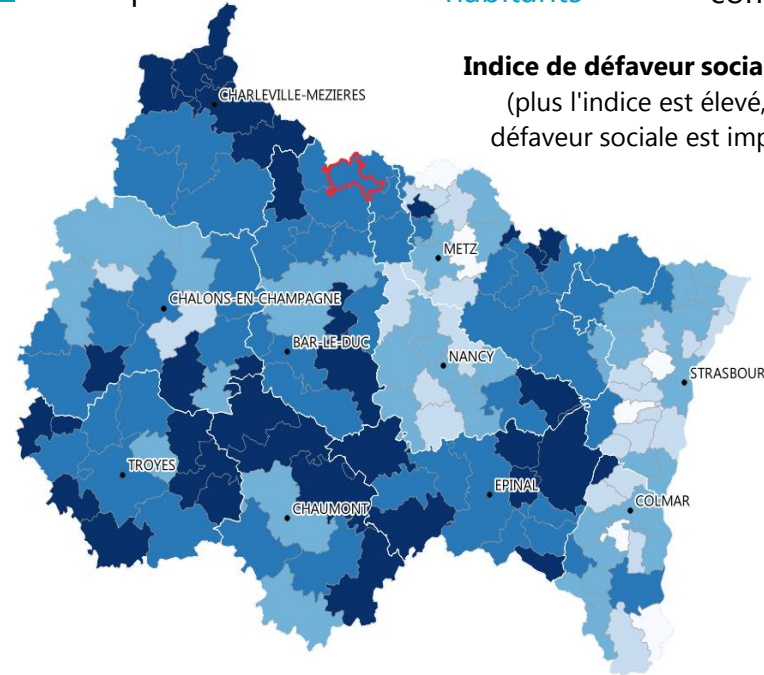 habitants
Indice de défaveur socia
(plus l'indice est élevé,
défaveur sociale est imp
CHARLEVILLE-MEZIERES
METZ
CHALONS-EN-CHAMPAGNE
BAR-LE-DUC
NANCY
STRASBOUR
TROYES
EPINAL
CHAUMONT
COLMAR